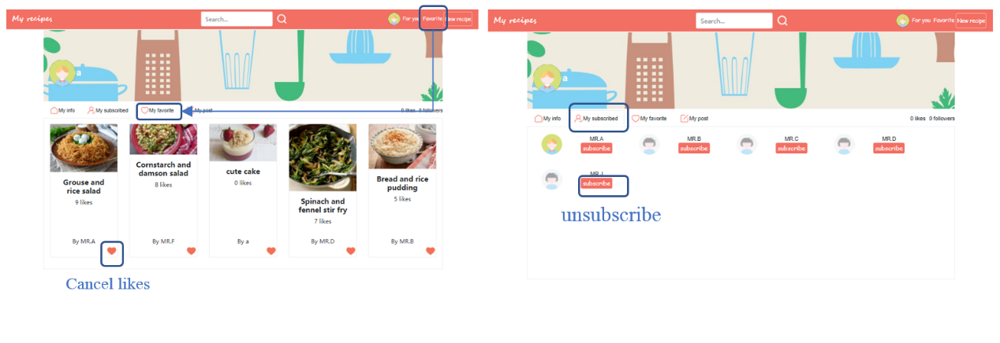 My recipes
Search...
For you Favorite New recipe
a
My info My subscribed My favorite My post
0 likes 0 followers
Grouse and
rice salad
9 likes
By MR.A
Cornstarch and
damson salad
8 likes
By MR.F
cute cake
0 likes
By a
Spinach and
fennel stir fry
7 likes
By MR.D
Bread and rice
pudding
5 likes
By MR.B
Cancel likes
My recipes
Search...
For you Favorite New recipe
a
My info My subscribed My favorite My post
0 likes 0 followers
MR.A
subscribe
MR.B
subscribe
MR.C
subscribe
MR.D
subscribe
subscribe
unsubscribe